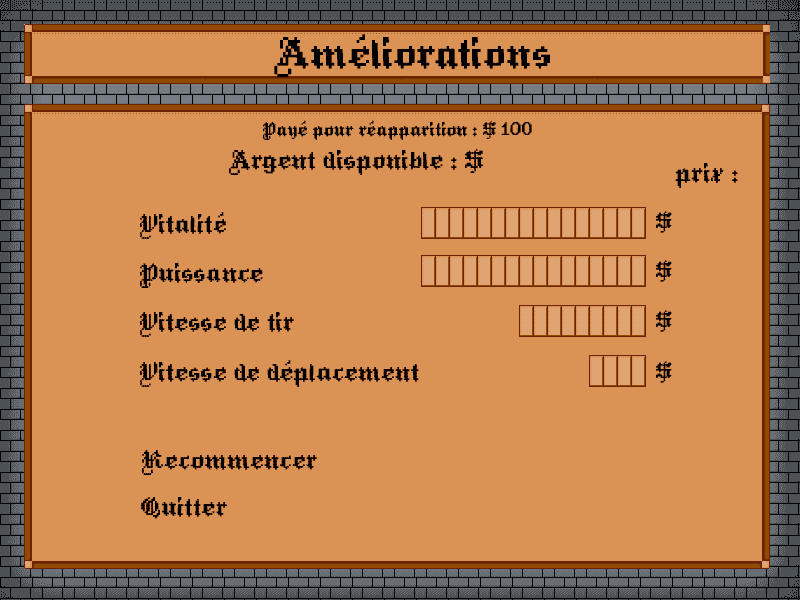 Améliorations
Payé pour réapparition : $ 100
Argent disponible : $
prix :
Vitalité $
Puissance $
Vitesse de tir $
Vitesse de déplacement $
Recommencer
Quitter